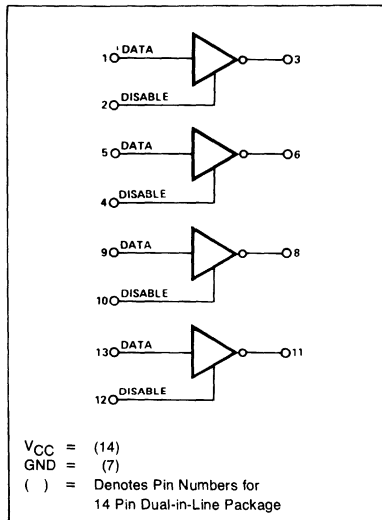 1 DATA 3
2 DISABLE
5 DATA 6
4 DISABLE
9 DATA 8
10 DISABLE
13 DATA 11
12 DISABLE
VCC = (14)
GND = (7)
( ) = Denotes Pin Numbers for
14 Pin Dual-in-Line Package